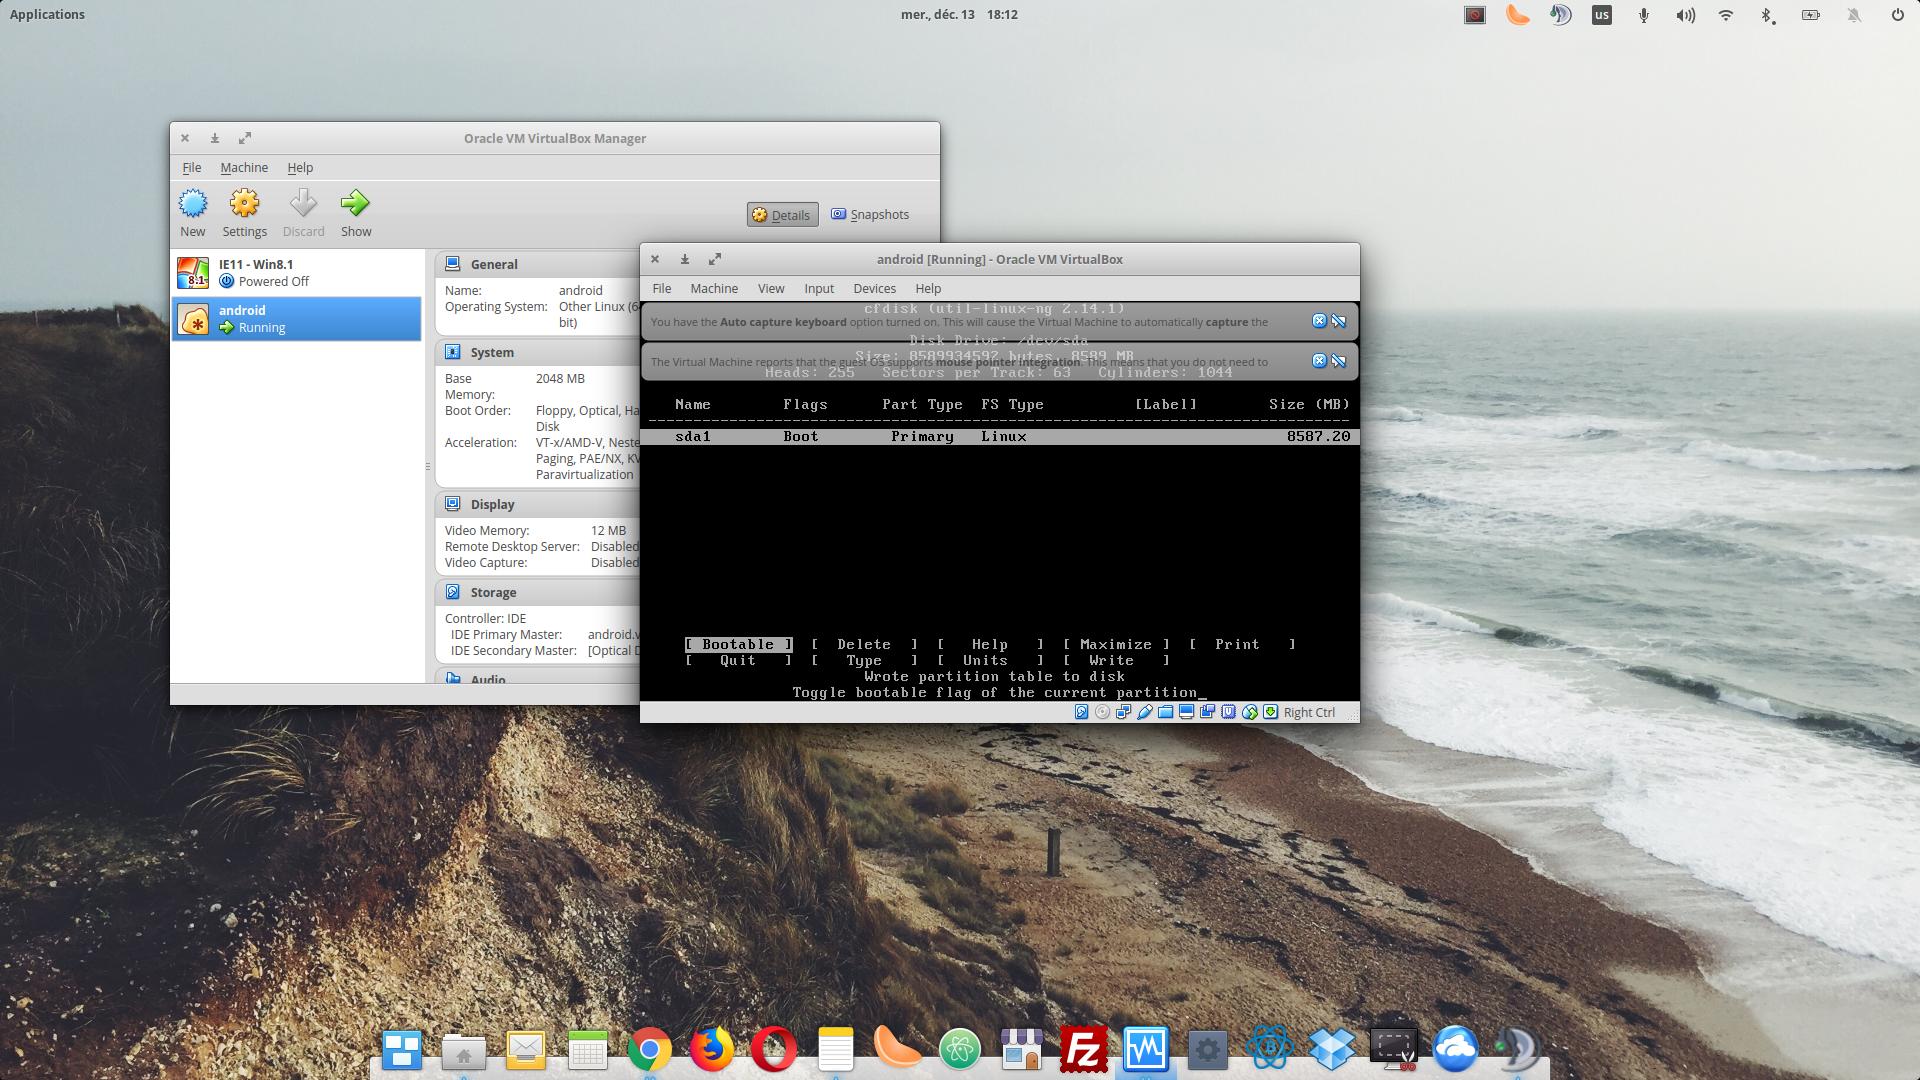 Applications
mer., déc. 13 18:12
us
Oracle VM VirtualBox Manager
File Machine Help
New Settings Discard Show
Details Snapshots
IE11 - Win8.1
Powered Off
8.1
android
Running
General
Name: android
Operating System: Other Linux (6
bit)
System
Base 2048 MB
Memory:
Boot Order: Floppy, Optical, Ha
Disk
Acceleration: VT-x/AMD-V, Neste
Paging, PAE/NX, KV
Paravirtualization
Display
Video Memory: 12 MB
Remote Desktop Server: Disabled
Video Capture: Disabled
Storage
Controller: IDE
IDE Primary Master: android.v
IDE Secondary Master: [Optical D
Audio
android [Running] - Oracle VM VirtualBox
File Machine View Input Devices Help
cfdisk (util-linux-ng 2.14.1)
You have the Auto capture keyboard option turned on. This will cause the Virtual Machine to automatically capture the
Disk Drive: /dev/sda
Size: 8589934592 bytes, 8589 MB
The Virtual Machine reports that the guest OS supports mouse pointer integration. This means that you do not need to
Heads: 255 Sectors per Track: 63 Cylinders: 1044
Name Flags Part Type FS Type [Label] Size (MB)
sda1 Boot Primary Linux 8587.20
[ Bootable ] [ Delete ] [ Help ] [ Maximize ] [ Print ]
[ Quit ] [ Type ] [ Units ] [ Write ]
Wrote partition table to disk
Toggle bootable flag of the current partition_
Right Ctrl
Fz